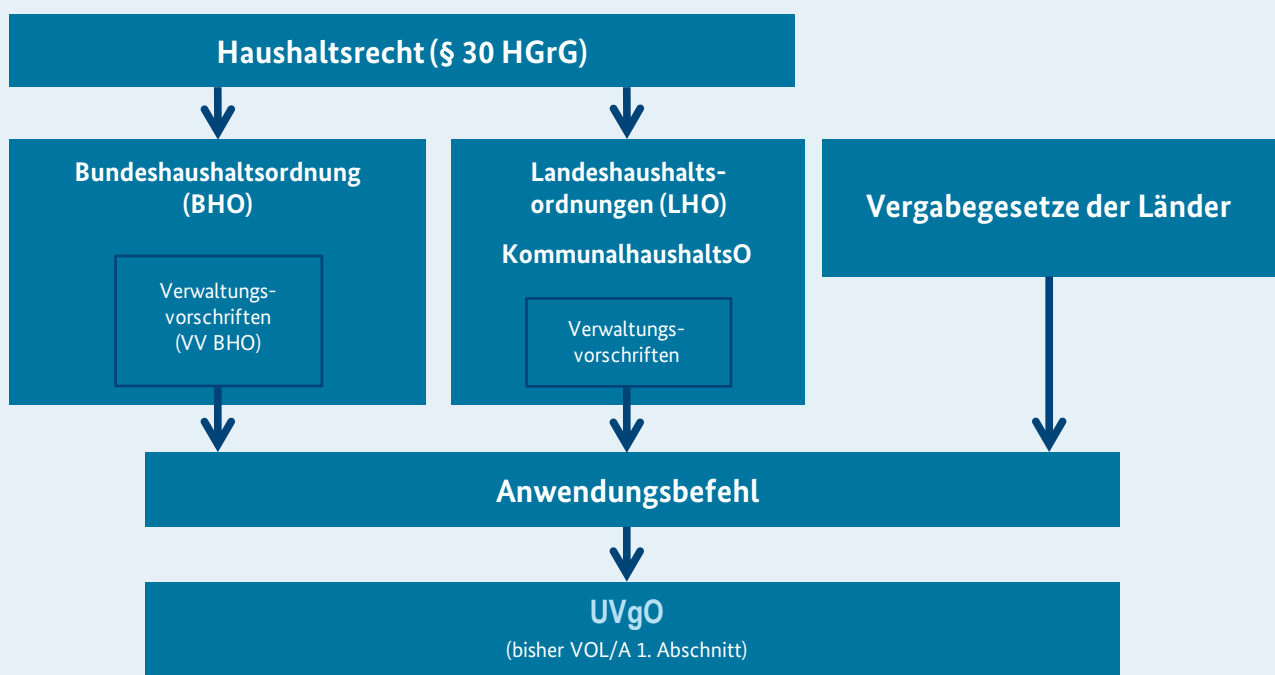 Haushaltsrecht (§ 30 HGrG)
Bundeshaushaltsordnung
(BHO)
Verwaltungs-
vorschriften
(VV BHO)
Landeshaushalts-
ordnungen (LHO)
KommunalhaushaltsO
Verwaltungs-
vorschriften
Vergabegesetze der Länder
Anwendungsbefehl
UVgO
(bisher VOL/A 1. Abschnitt)